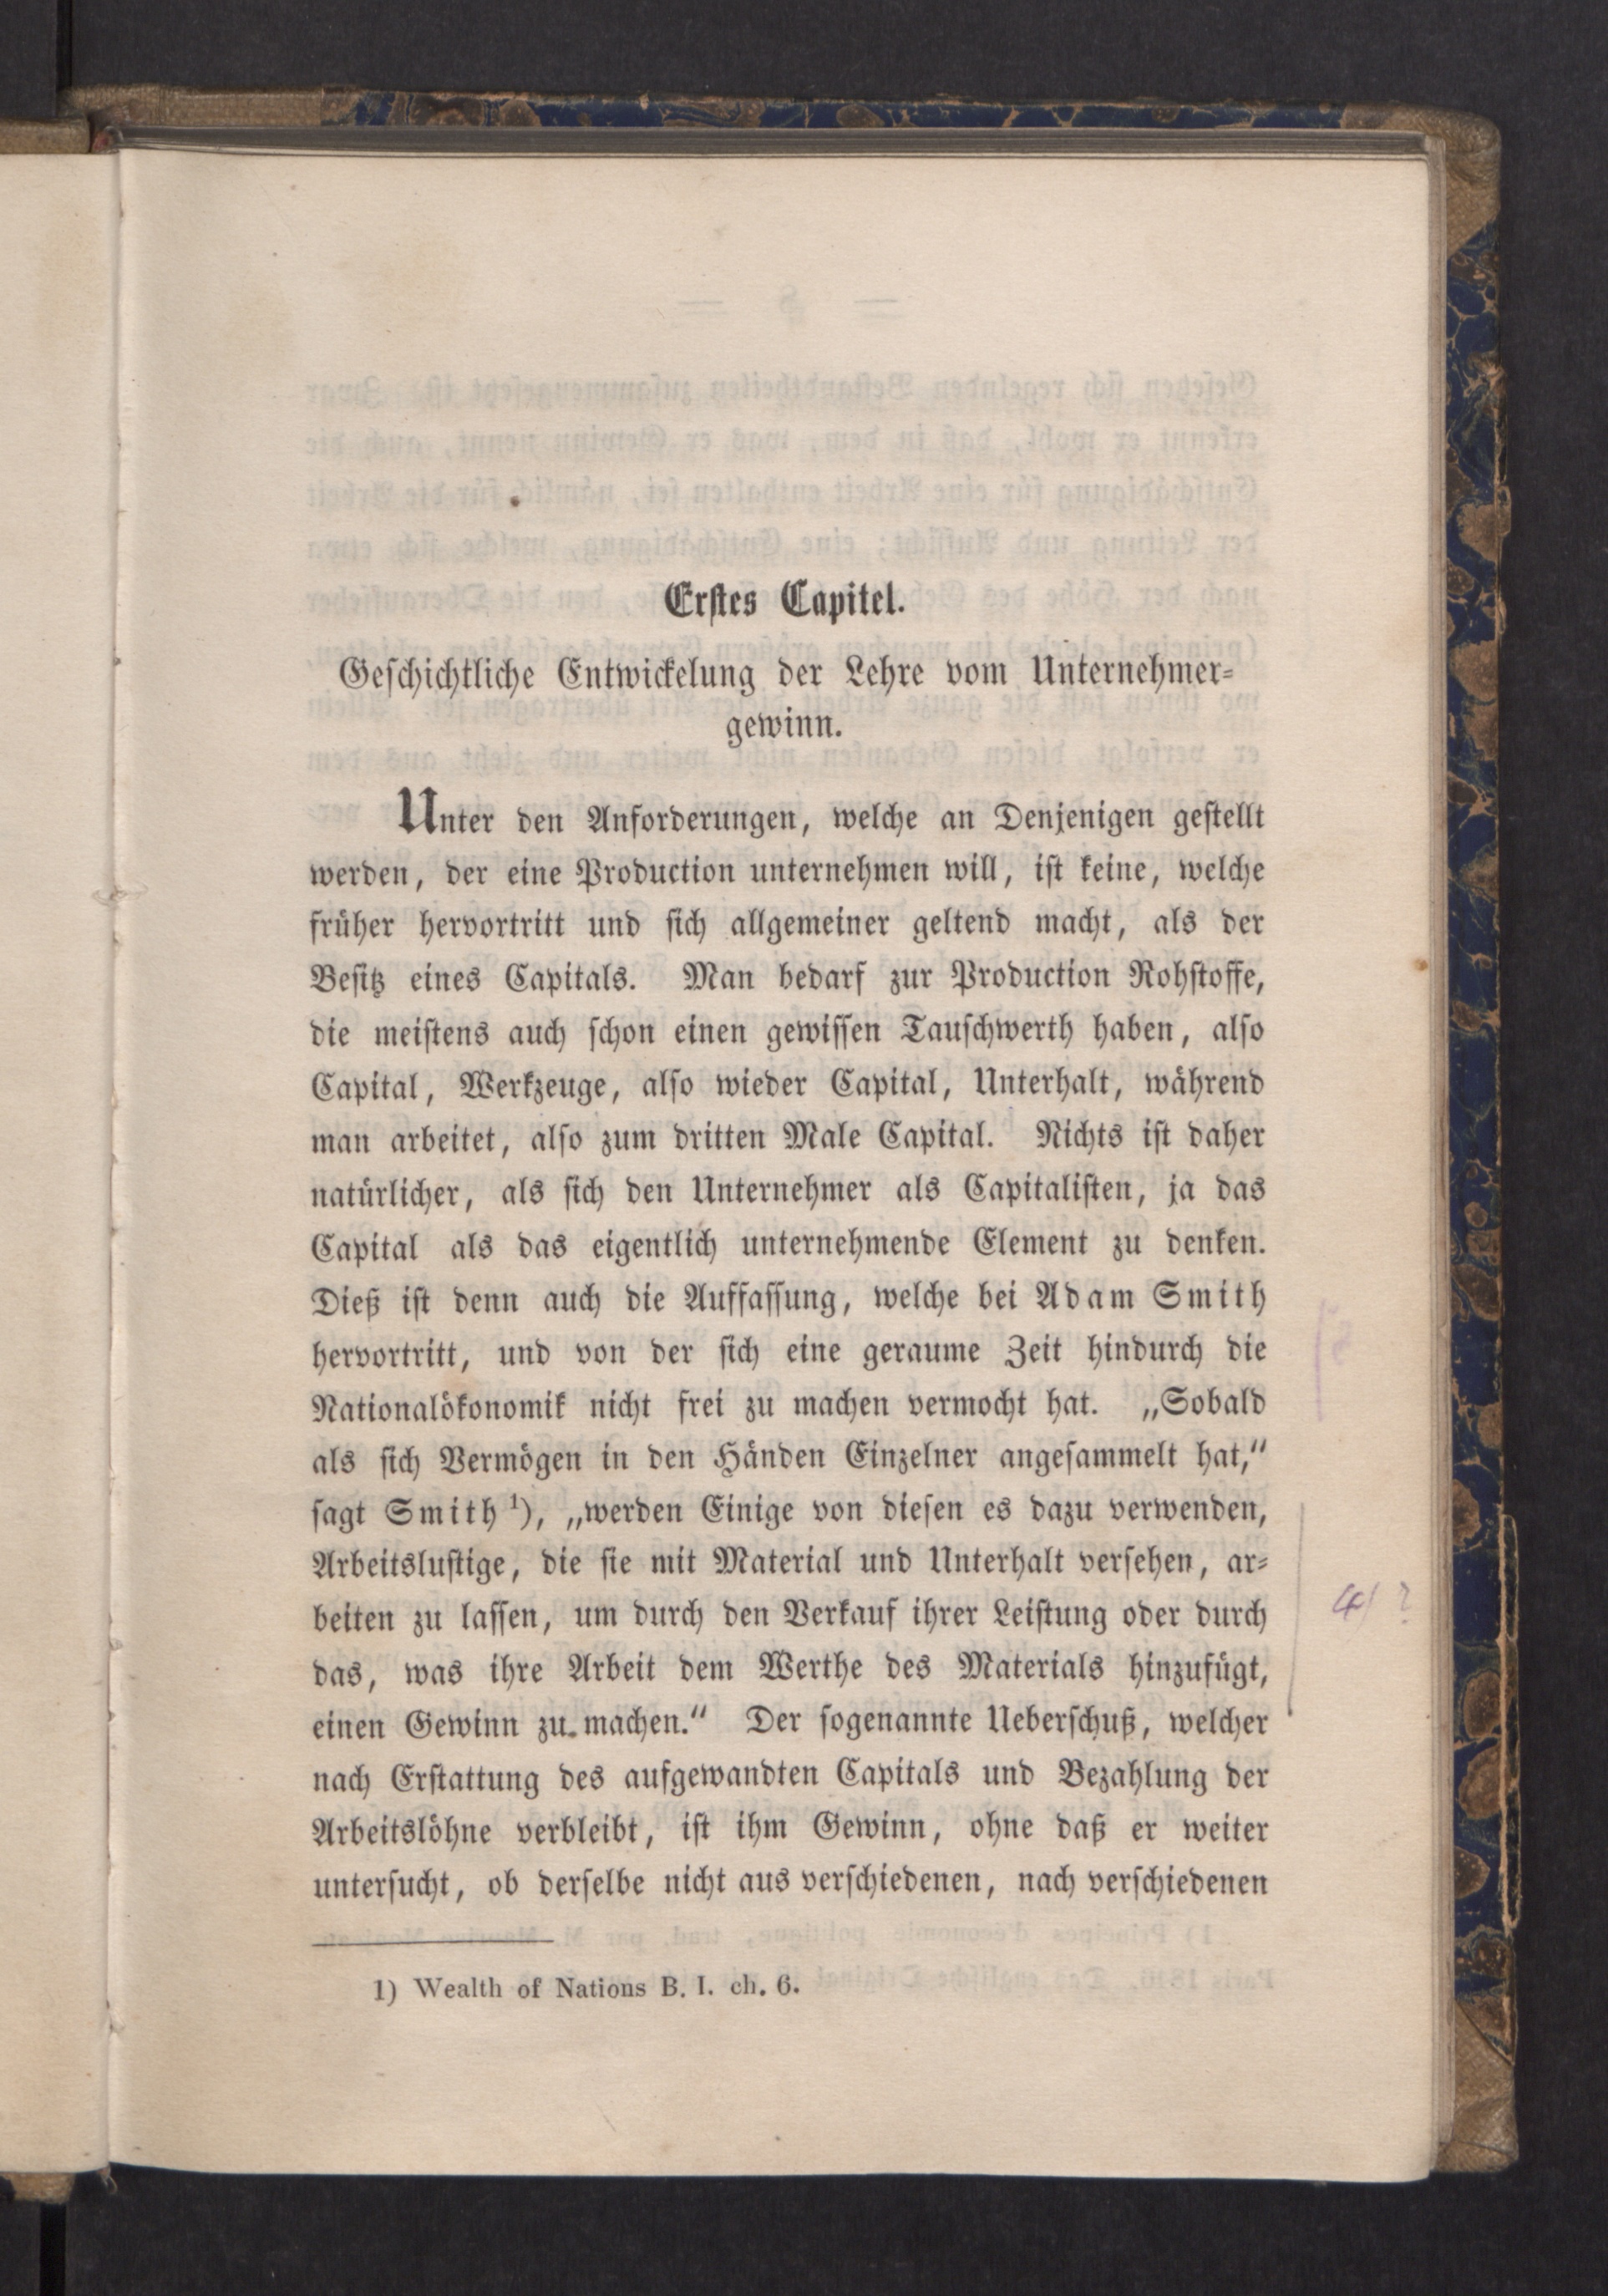 Erstes Capitel.
Geschichtliche Entwickelung der Lehre vom Unternehmer-
gewinn.
Unter den Anforderungen, welche an Denjenigen gestellt
werden, der eine Production unternehmen will, ist keine, welche
früher hervortritt und sich allgemeiner geltend macht, als der
Besitz eines Capitals. Man bedarf zur Production Rohstoffe,
die meistens auch schon einen gewissen Tauschwerth haben, also
Capital, Werkzeuge, also wieder Capital, Unterhalt, während
man arbeitet, also zum dritten Male Capital. Nichts ist daher
natürlicher, als sich den Unternehmer als Capitalisten, ja das
Capital als das eigentlich unternehmende Element zu denken.
Dieß ist denn auch die Auffassung, welche bei Adam Smith
hervortritt, und von der sich eine geraume Zeit hindurch die
Nationalökonomik nicht frei zu machen vermocht hat. „Sobald
als sich Vermögen in den Händen Einzelner angesammelt hat,“
sagt Smith ¹), „werden Einige von diesen es dazu verwenden,
Arbeitslustige, die sie mit Material und Unterhalt versehen, ar-
beiten zu lassen, um durch den Verkauf ihrer Leistung oder durch
das, was ihre Arbeit dem Werthe des Materials hinzufügt,
einen Gewinn zu machen.“ Der sogenannte Ueberschuß, welcher
nach Erstattung des aufgewandten Capitals und Bezahlung der
Arbeitslöhne verbleibt, ist ihm Gewinn, ohne daß er weiter
untersucht, ob derselbe nicht aus verschiedenen, nach verschiedenen
1) Wealth of Nations B. I. ch. 6.